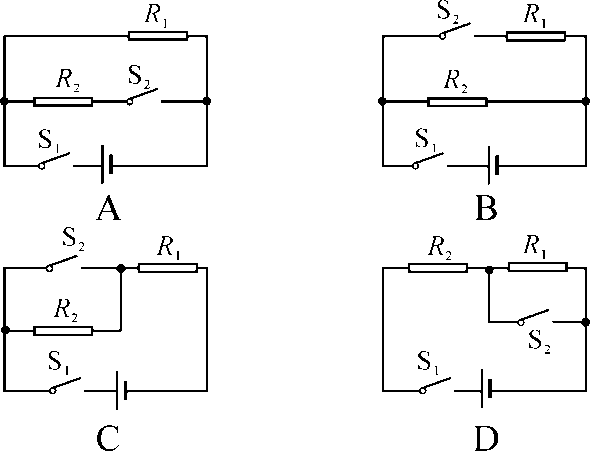 R₁
R₂ S₂
S₁
A
S₂ R₁
R₂
S₁
B
S₂ R₁
R₂
S₁
C
R₂ R₁
S₂
S₁
D